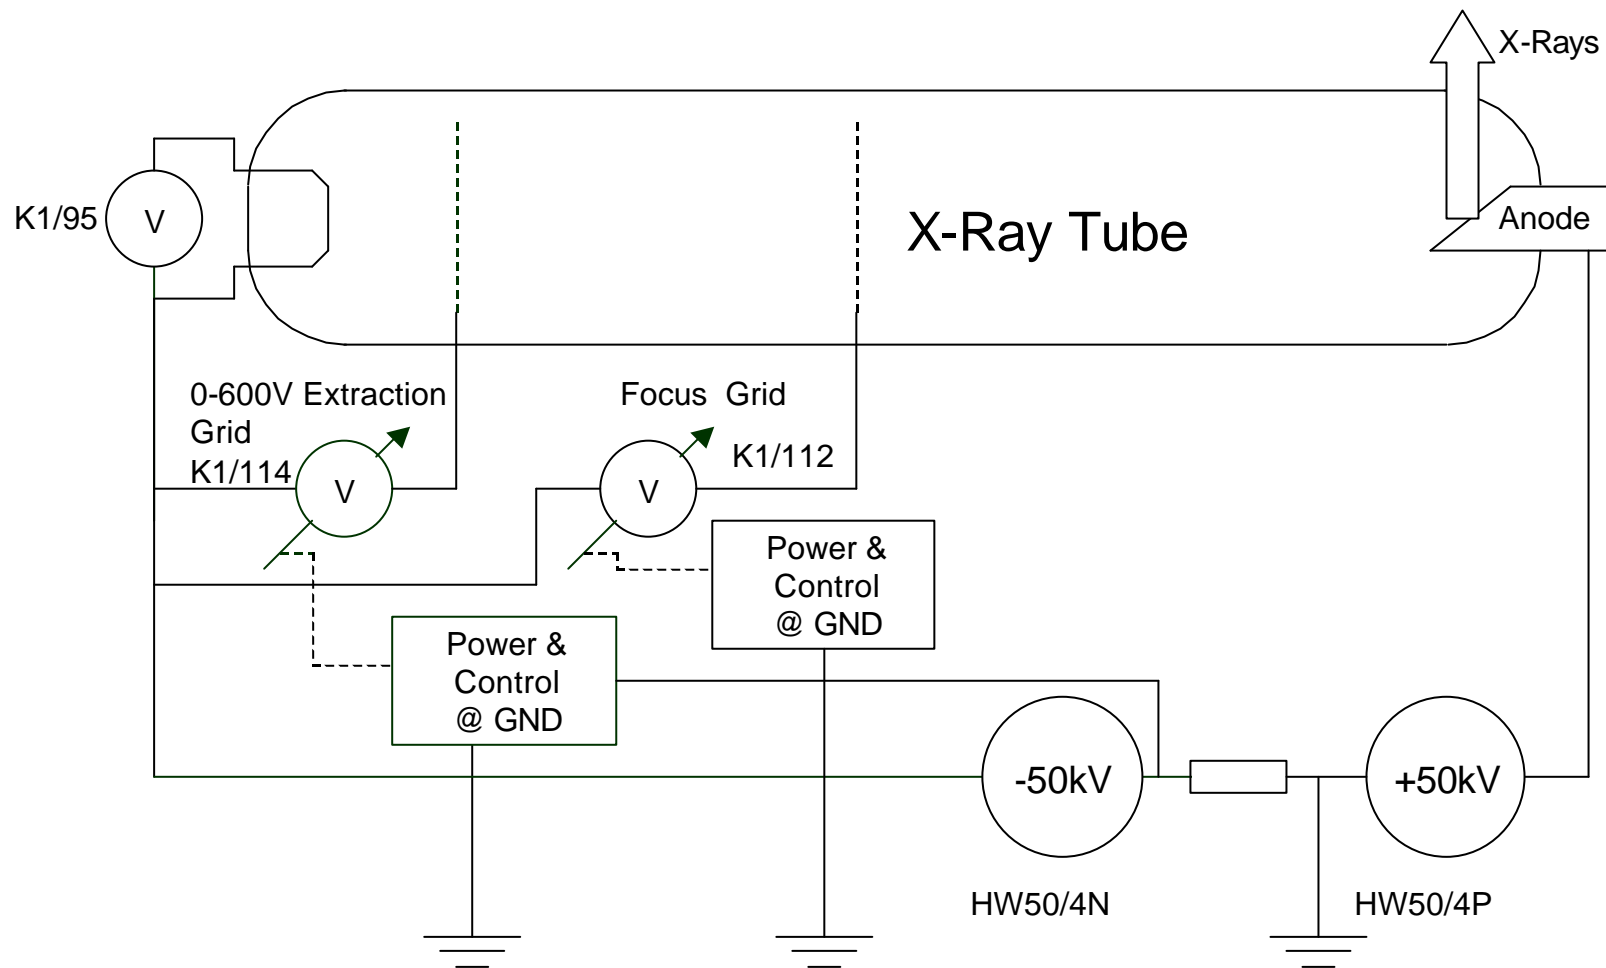 X-Rays
K1/95
V
X-Ray Tube
Anode
0-600V Extraction
Grid
K1/114
V
Focus Grid
K1/112
V
Power &
Control
@ GND
Power &
Control
@ GND
-50kV
+50kV
HW50/4N
HW50/4P